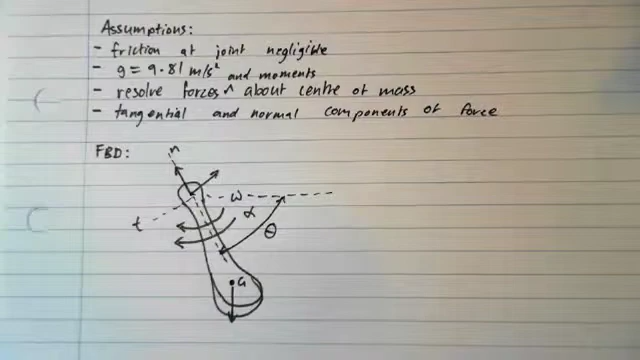 Assumptions:
- friction at joint negligible
- g = 9.81 m/s² and moments
- resolve forces ^ about centre of mass
- tangential and normal components of force
FBD:
n
ω
α
t
θ
G